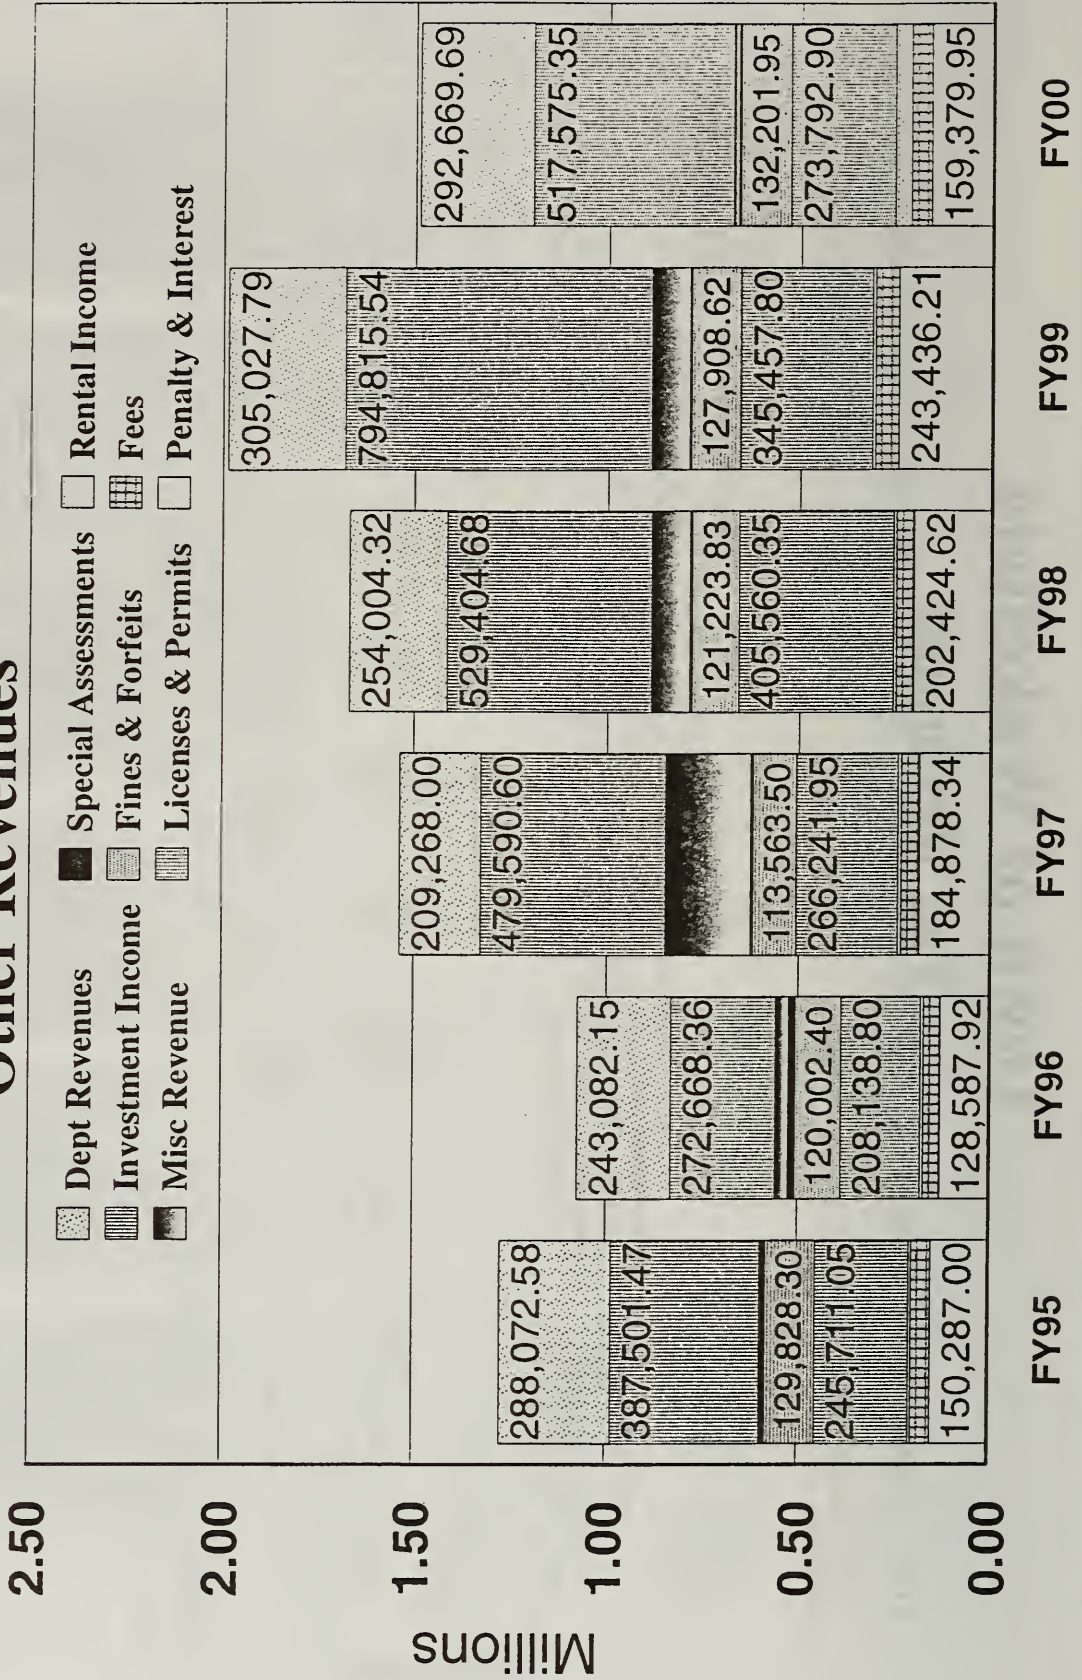 Other Revenues
Dept Revenues
Special Assessments
Rental Income
Investment Income
Fines & Forfeits
Fees
Misc Revenue
Licenses & Permits
Penalty & Interest
Millions
2.50
2.00
1.50
1.00
0.50
0.00
288,072.58
387,501.47
129,828.30
245,711.05
150,287.00
243,082.15
272,668.36
120,002.40
208,138.80
128,587.92
209,268.00
479,590.60
113,563.50
266,241.95
184,878.34
254,004.32
529,404.68
121,223.83
405,560.35
202,424.62
305,027.79
794,815.54
127,908.62
345,457.80
243,436.21
292,669.69
517,575.35
132,201.95
273,792.90
159,379.95
FY95
FY96
FY97
FY98
FY99
FY00